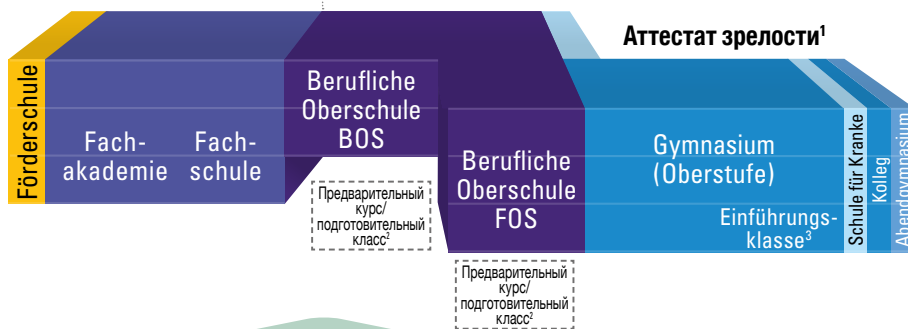 Аттестат зрелости¹
Förderschule
Fach-
akademie
Fach-
schule
Berufliche
Oberschule
BOS
Предварительный
курс/
подготовительный
класс²
Berufliche
Oberschule
FOS
Предварительный
курс/
подготовительный
класс²
Gymnasium
(Oberstufe)
Einführungs-
klasse³
Schule für Kranke
Kolleg
Abendgymnasium